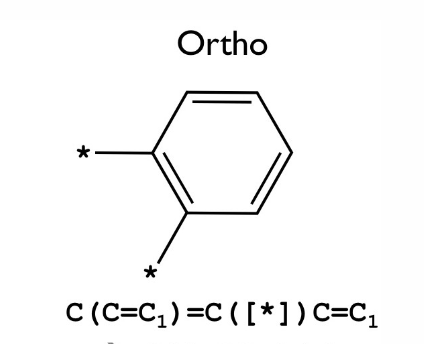 Ortho
*
*
C(C=C₁)=C([*])C=C₁